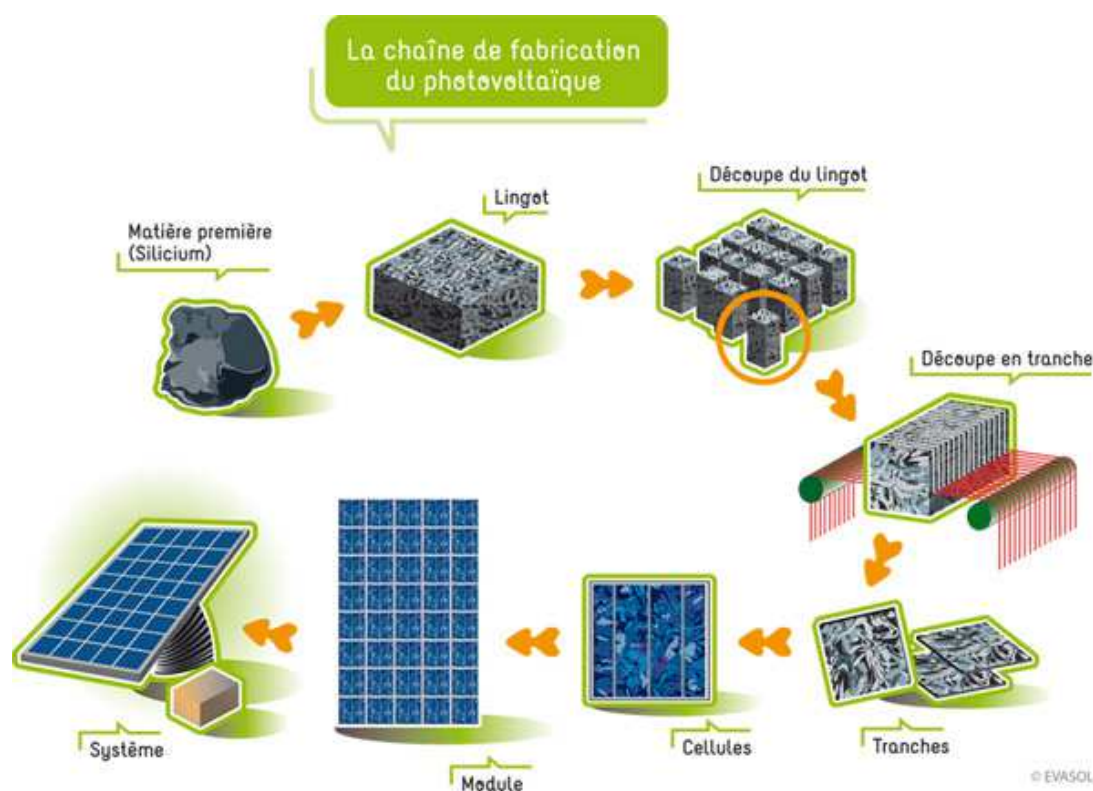 La chaîne de fabrication
du photovoltaïque
Matière première
(Silicium)
Lingot
Découpe du lingot
Découpe en tranche
Tranches
Cellules
Module
Système
© EVASOL